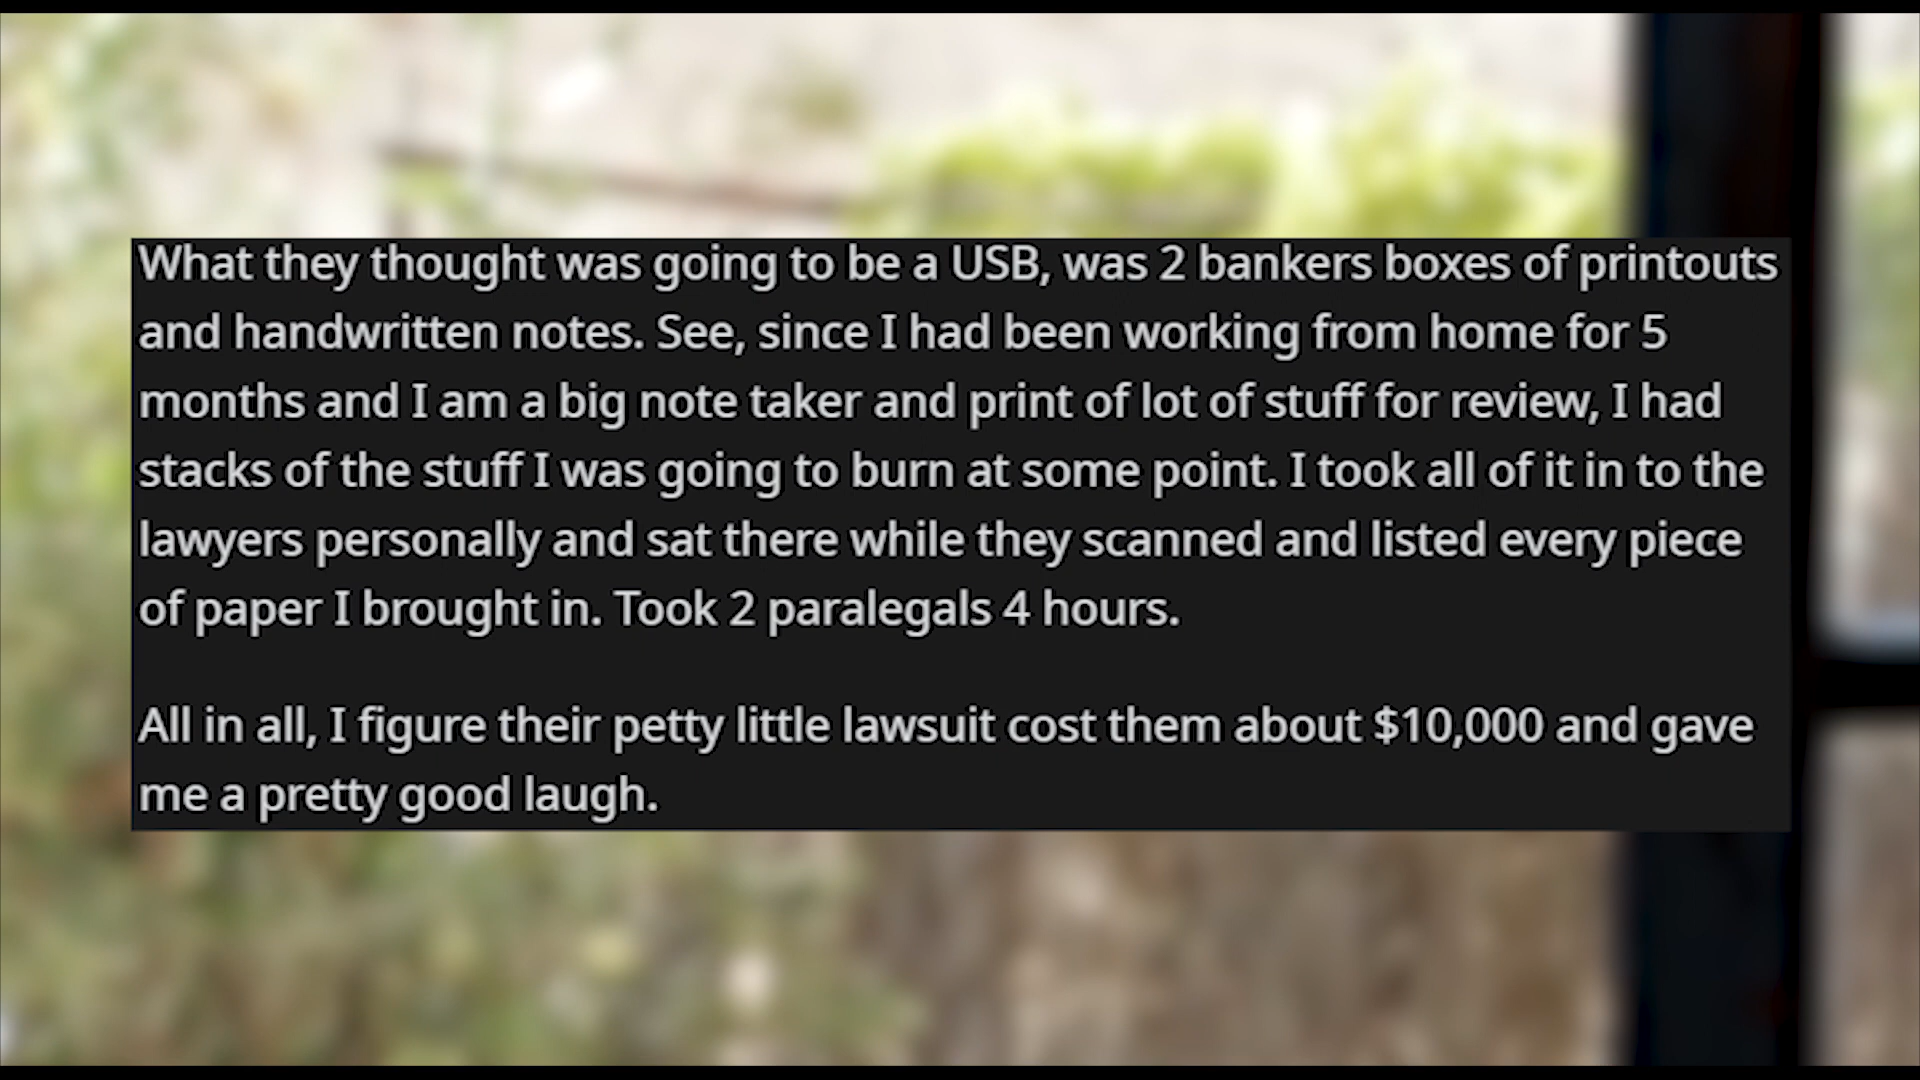 What they thought was going to be a USB, was 2 bankers boxes of printouts
and handwritten notes. See, since I had been working from home for 5
months and I am a big note taker and print of lot of stuff for review, I had
stacks of the stuff I was going to burn at some point. I took all of it in to the
lawyers personally and sat there while they scanned and listed every piece
of paper I brought in. Took 2 paralegals 4 hours.
All in all, I figure their petty little lawsuit cost them about $10,000 and gave
me a pretty good laugh.